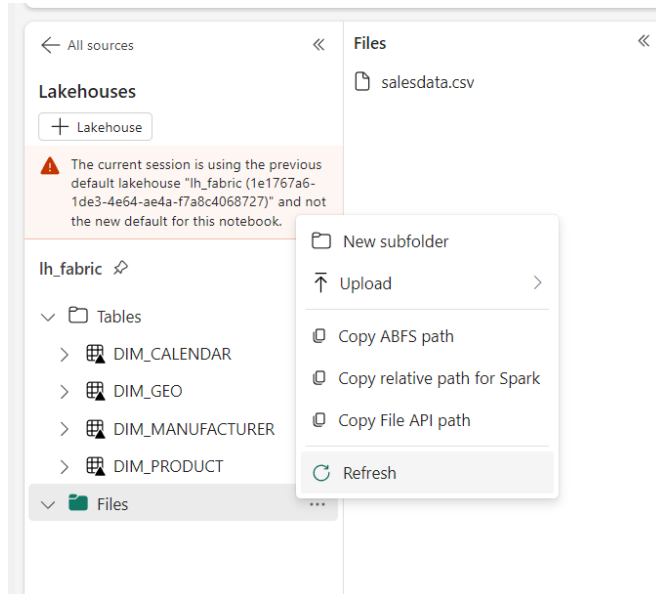 All sources
Lakehouses
Lakehouse
The current session is using the previous
default lakehouse "lh_fabric (1e1767a6-
1de3-4e64-ae4a-f7a8c4068727)" and not
the new default for this notebook.
lh_fabric
Tables
DIM_CALENDAR
DIM_GEO
DIM_MANUFACTURER
DIM_PRODUCT
Files
Files
salesdata.csv
New subfolder
Upload
Copy ABFS path
Copy relative path for Spark
Copy File API path
Refresh